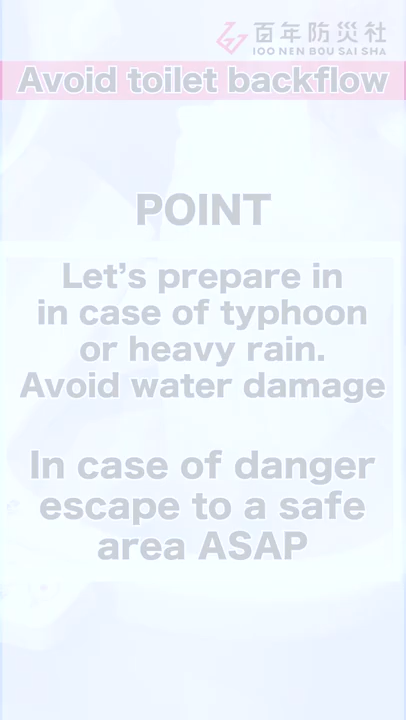 百年防災社
100 NEN BOU SAI SHA
Avoid toilet backflow
POINT
Let's prepare in
in case of typhoon
or heavy rain.
Avoid water damage
In case of danger
escape to a safe
area ASAP